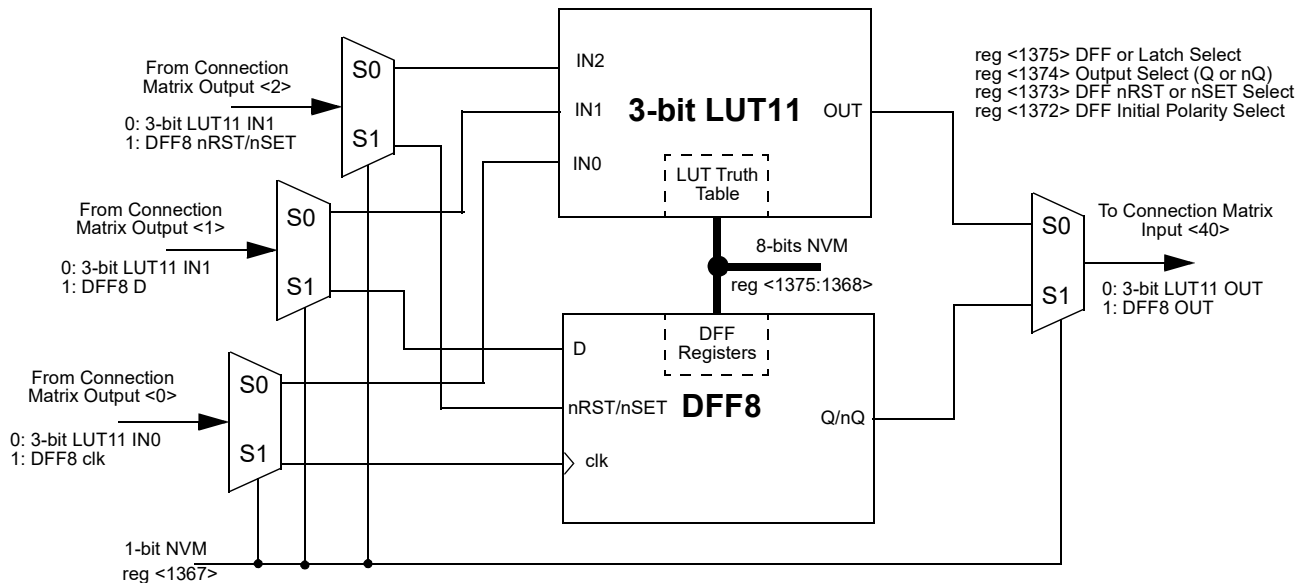 From Connection
Matrix Output <2>
0: 3-bit LUT11 IN1
1: DFF8 nRST/nSET
S0
S1
From Connection
Matrix Output <1>
0: 3-bit LUT11 IN1
1: DFF8 D
S0
S1
From Connection
Matrix Output <0>
0: 3-bit LUT11 IN0
1: DFF8 clk
S0
S1
1-bit NVM
reg <1367>
IN2
IN1
IN0
3-bit LUT11
OUT
LUT Truth
Table
8-bits NVM
reg <1375:1368>
DFF
Registers
D
nRST/nSET
clk
DFF8
Q/nQ
reg <1375> DFF or Latch Select
reg <1374> Output Select (Q or nQ)
reg <1373> DFF nRST or nSET Select
reg <1372> DFF Initial Polarity Select
S0
S1
To Connection Matrix
Input <40>
0: 3-bit LUT11 OUT
1: DFF8 OUT